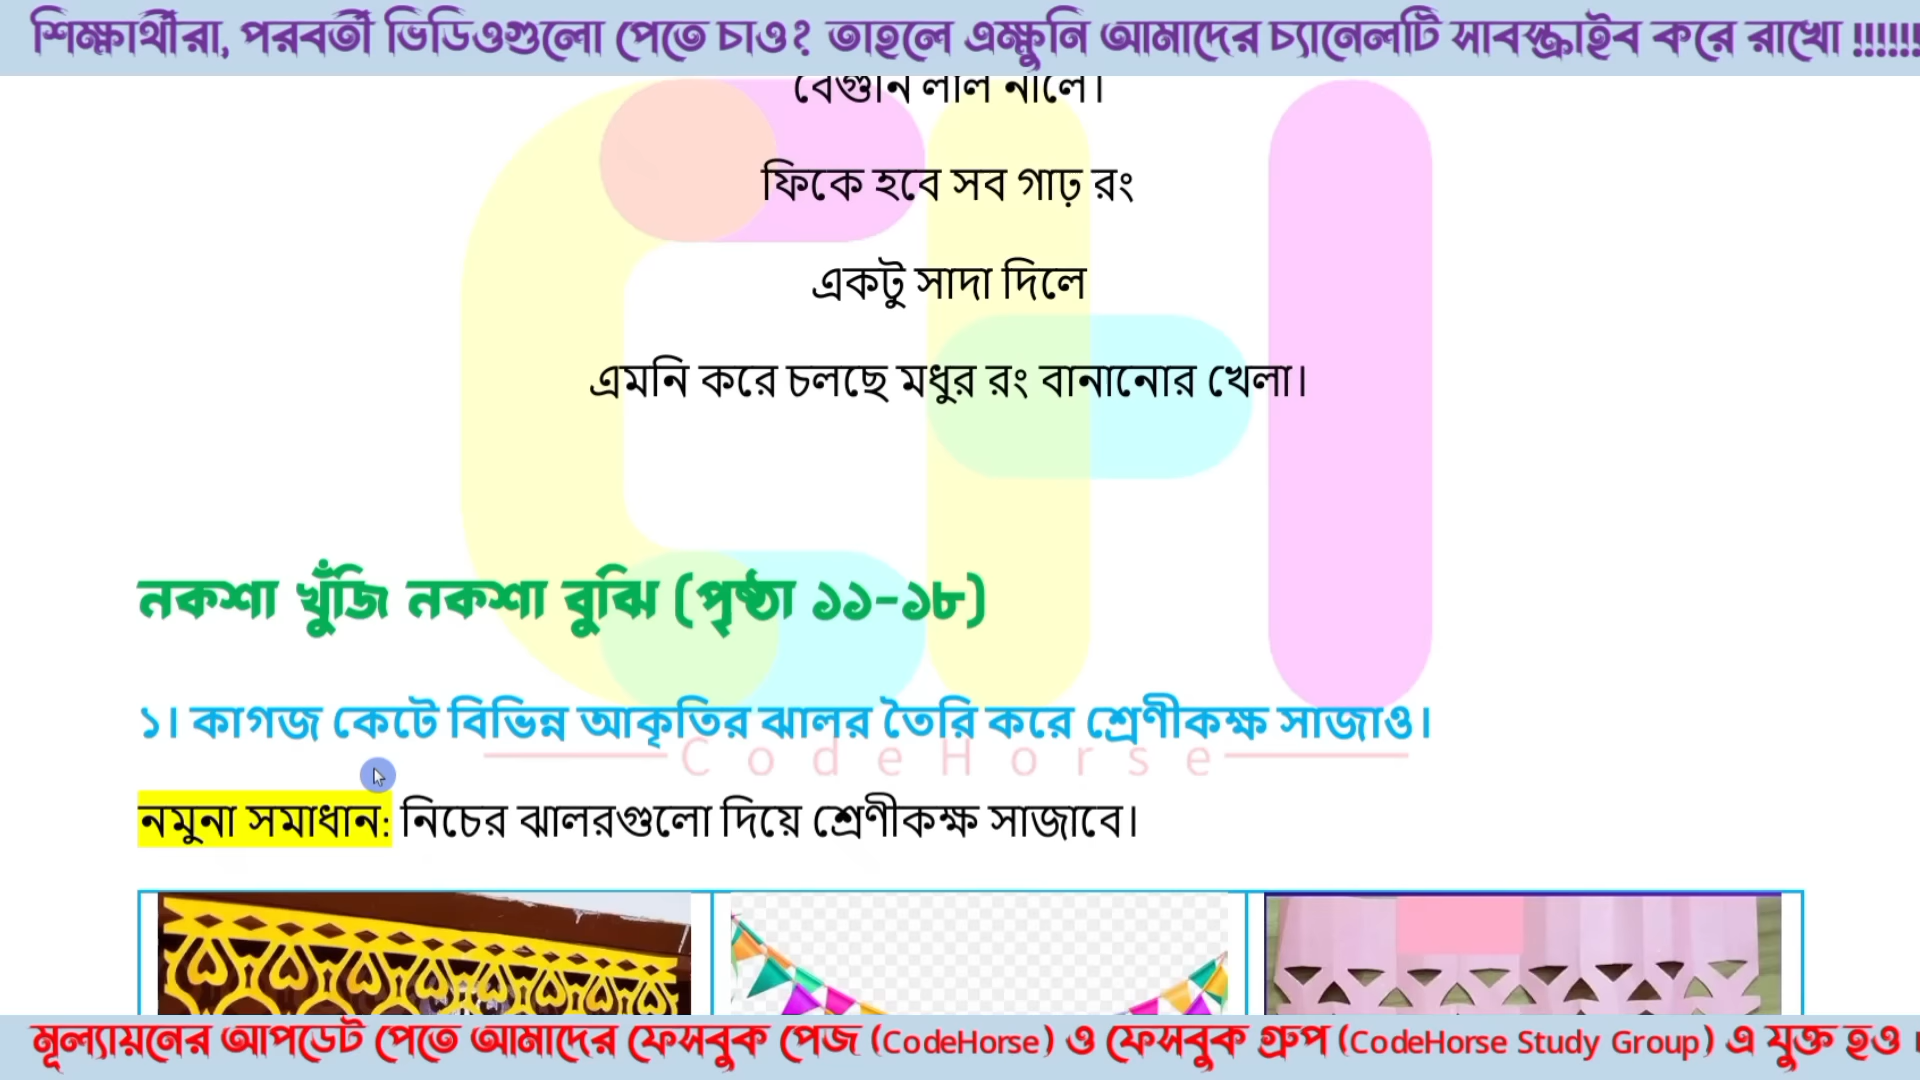 শিক্ষার্থীরা, পরবর্তী ভিডিওগুলো পেতে চাও? তাহলে এক্ষুনি আমাদের চ্যানেলটি সাবস্ক্রাইব করে রাখো !!!!!!
বেগুনি লাল নীলে।
ফিকে হবে সব গাঢ় রং
একটু সাদা দিলে
এমনি করে চলছে মধুর রং বানানোর খেলা।
নকশা খুঁজি নকশা বুঝি (পৃষ্ঠা ১১-১৮)
১। কাগজ কেটে বিভিন্ন আকৃতির ঝালর তৈরি করে শ্রেণীকক্ষ সাজাও।
CodeHorse
নমুনা সমাধান: নিচের ঝালরগুলো দিয়ে শ্রেণীকক্ষ সাজাবে।
মূল্যায়নের আপডেট পেতে আমাদের ফেসবুক পেজ (CodeHorse) ও ফেসবুক গ্রুপ (CodeHorse Study Group) এ যুক্ত হও ।